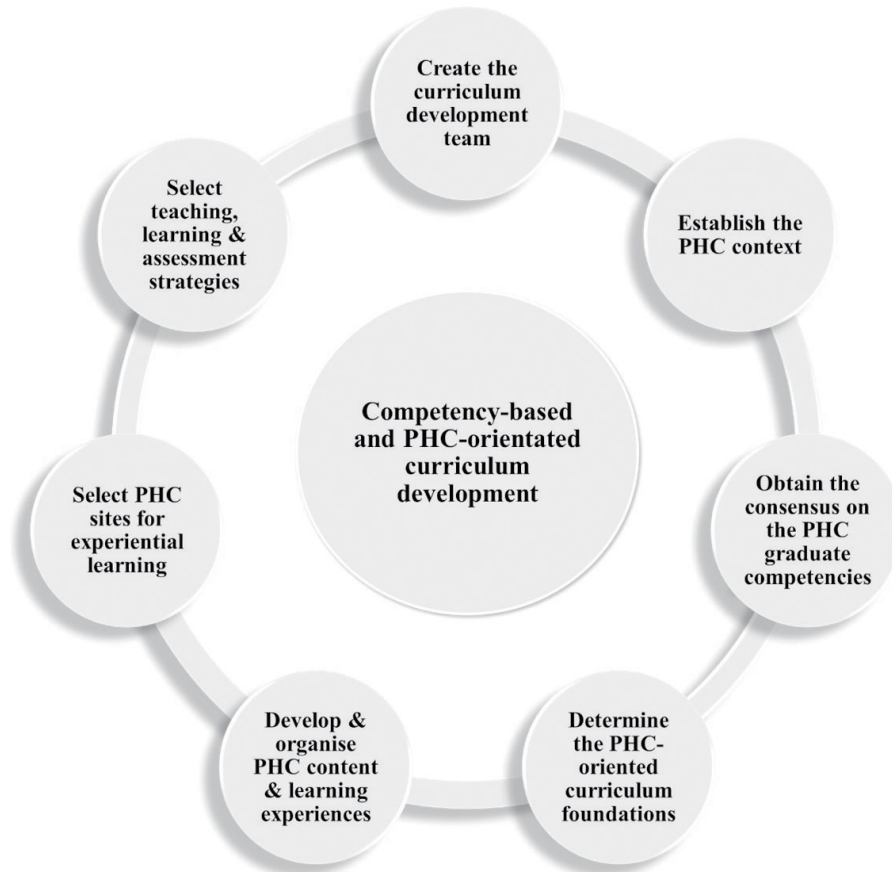 Create the
curriculum
development
team
Establish the
PHC context
Obtain the
consensus on
the PHC
graduate
competencies
Determine
the PHC-
oriented
curriculum
foundations
Develop &
organise
PHC content
& learning
experiences
Select PHC
sites for
experiential
learning
Select
teaching,
learning &
assessment
strategies
Competency-based
and PHC-orientated
curriculum
development